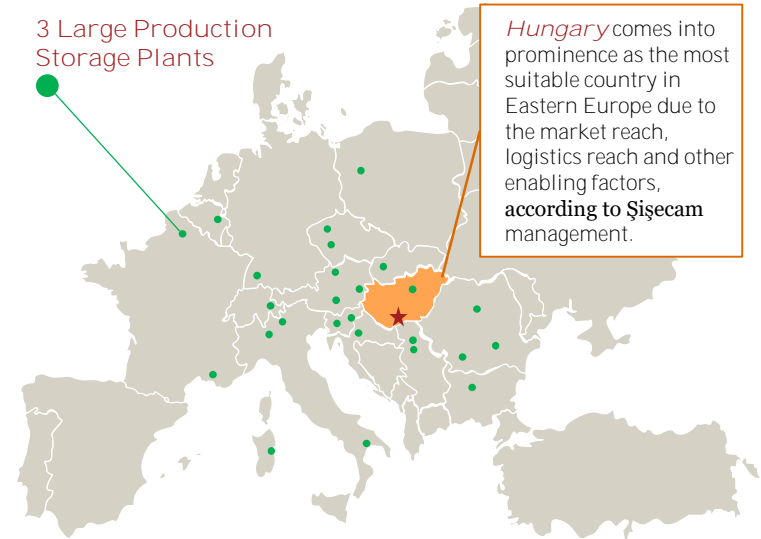 3 Large Production
Storage Plants
Hungary comes into
prominence as the most
suitable country in
Eastern Europe due to
the market reach,
logistics reach and other
enabling factors,
according to Şişecam
management.